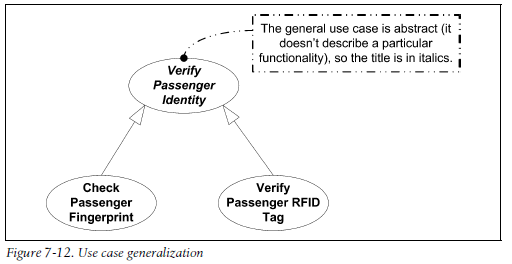 The general use case is abstract (it
doesn't describe a particular
functionality), so the title is in italics.
Verify
Passenger
Identity
Check
Passenger
Fingerprint
Verify
Passenger RFID
Tag
Figure 7-12. Use case generalization